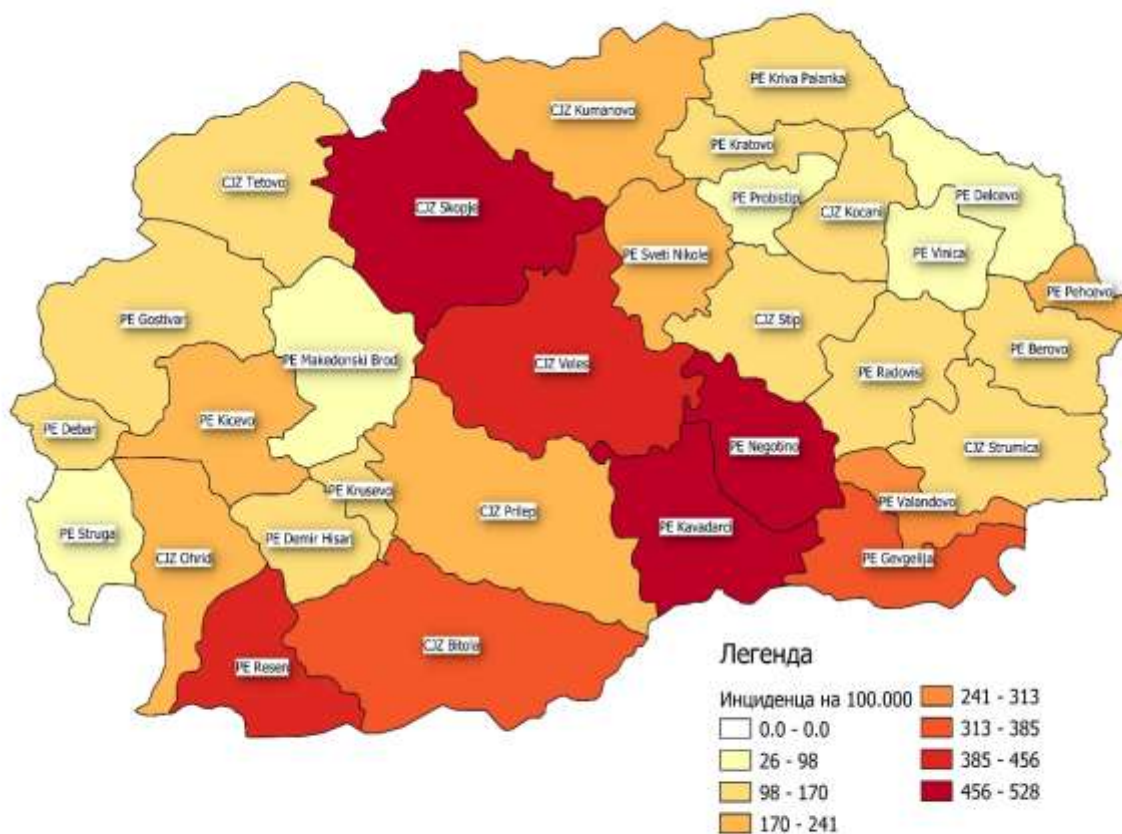 PE Kriva Palanka
CJZ Kumanovo
PE Kratovo
CJZ Tetovo
PE Probistip
PE Delcevo
CJZ Skopje
CJZ Kocani
PE Sveti Nikole
PE Vinica
PE Pehcevo
PE Gostivar
CJZ Stip
PE Berovo
PE Makedonski Brod
CJZ Veles
PE Radovis
PE Kicevo
PE Debar
PE Negotino
CJZ Strumica
PE Krusevo
PE Valandovo
CJZ Prilep
PE Struga
PE Demir Hisar
PE Kavadarci
CJZ Ohrid
PE Gevgelija
CJZ Bitola
PE Resen
Легенда
Инциденца на 100.000
0.0 - 0.0
26 - 98
98 - 170
170 - 241
241 - 313
313 - 385
385 - 456
456 - 528